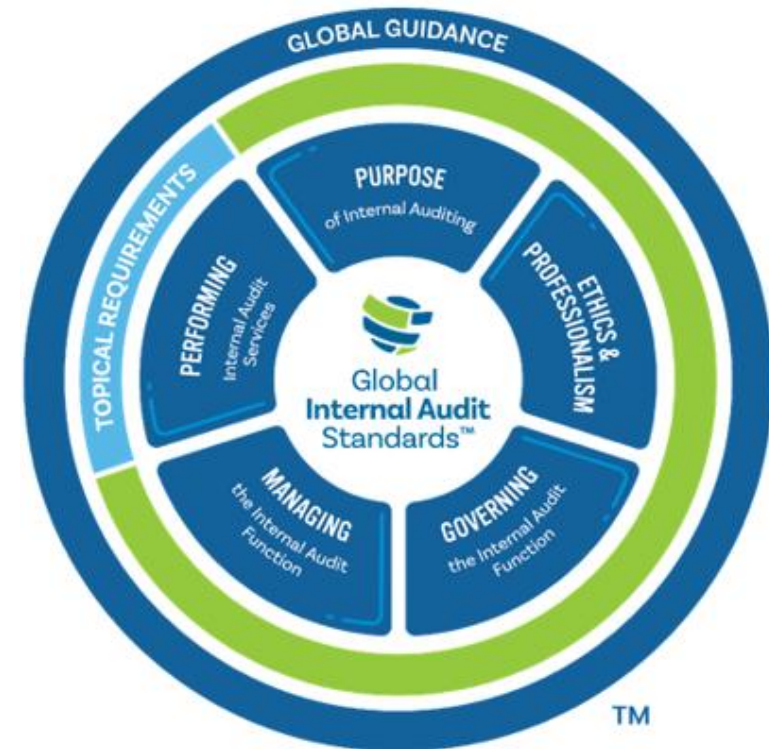 GLOBAL GUIDANCE
TOPICAL REQUIREMENTS
PURPOSE
of Internal Auditing
ETHICS &
PROFESSIONALISM
GOVERNING
the Internal Audit
Function
MANAGING
the Internal Audit
Function
PERFORMING
Internal Audit
Services
Global
Internal Audit
Standards™
TM